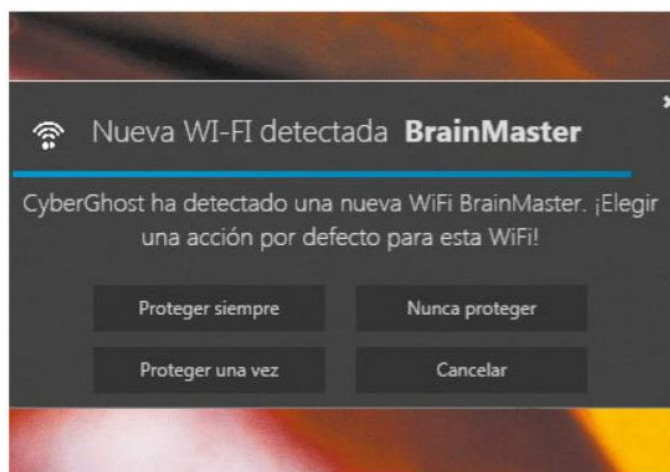 Nueva WI-FI detectada BrainMaster
CyberGhost ha detectado una nueva WiFi BrainMaster. ¡Elegir
una acción por defecto para esta WiFi!
Proteger siempre Nunca proteger
Proteger una vez Cancelar